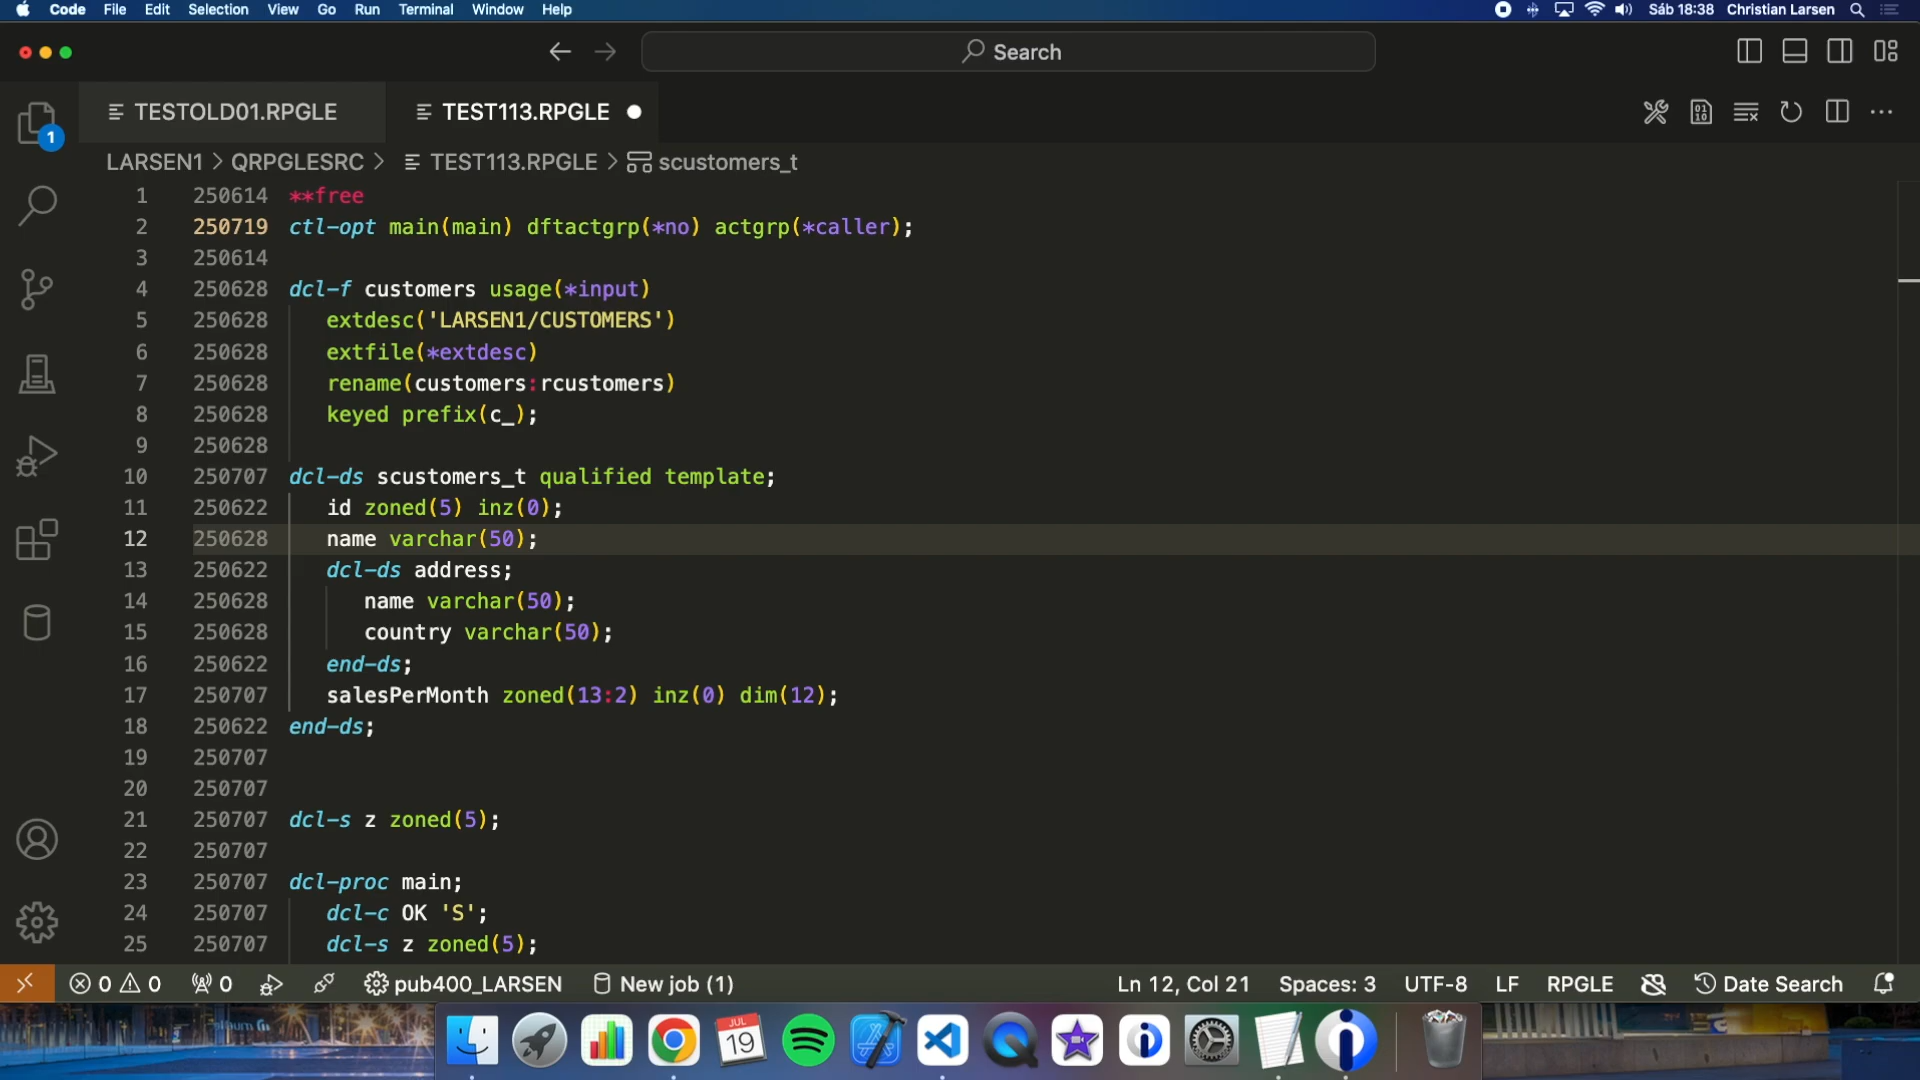 Code File Edit Selection View Go Run Terminal Window Help Sáb 18:38 Christian Larsen
Search
TESTOLD01.RPGLE TEST113.RPGLE
1
LARSEN1 > QRPGLESRC > TEST113.RPGLE > scustomers_t
1 250614 **free
2 250719 ctl-opt main(main) dftactgrp(*no) actgrp(*caller);
3 250614
4 250628 dcl-f customers usage(*input)
5 250628 extdesc('LARSEN1/CUSTOMERS')
6 250628 extfile(*extdesc)
7 250628 rename(customers:rcustomers)
8 250628 keyed prefix(c_);
9 250628
10 250707 dcl-ds scustomers_t qualified template;
11 250622 id zoned(5) inz(0);
12 250628 name varchar(50);
13 250622 dcl-ds address;
14 250628 name varchar(50);
15 250628 country varchar(50);
16 250622 end-ds;
17 250707 salesPerMonth zoned(13:2) inz(0) dim(12);
18 250622 end-ds;
19 250707
20 250707
21 250707 dcl-s z zoned(5);
22 250707
23 250707 dcl-proc main;
24 250707 dcl-c OK 'S';
25 250707 dcl-s z zoned(5);
0 0 0 pub400_LARSEN New job (1) Ln 12, Col 21 Spaces: 3 UTF-8 LF RPGLE Date Search
JUL
19